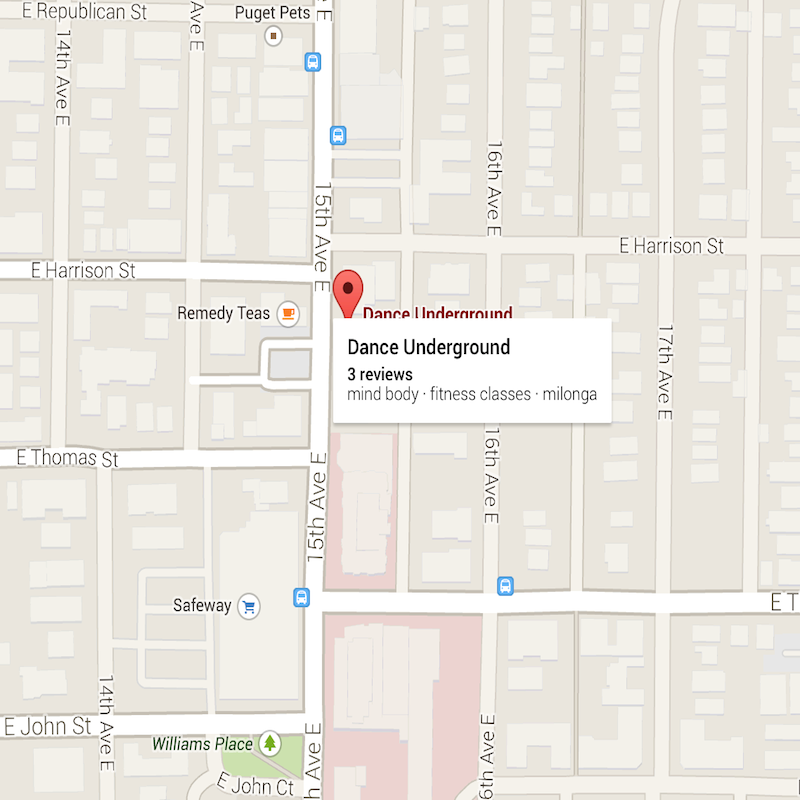 E Republican St
Puget Pets
E
Ave E
14th Ave E
16th Ave E
15th Ave E
E Harrison St
E Harrison St
Remedy Teas
Dance Underground
Dance Underground
3 reviews
mind body · fitness classes · milonga
17th Ave E
16th Ave E
E Thomas St
15th Ave E
Safeway
E T
14th Ave E
E John St
Williams Place
Ave E
Ave E
E John Ct